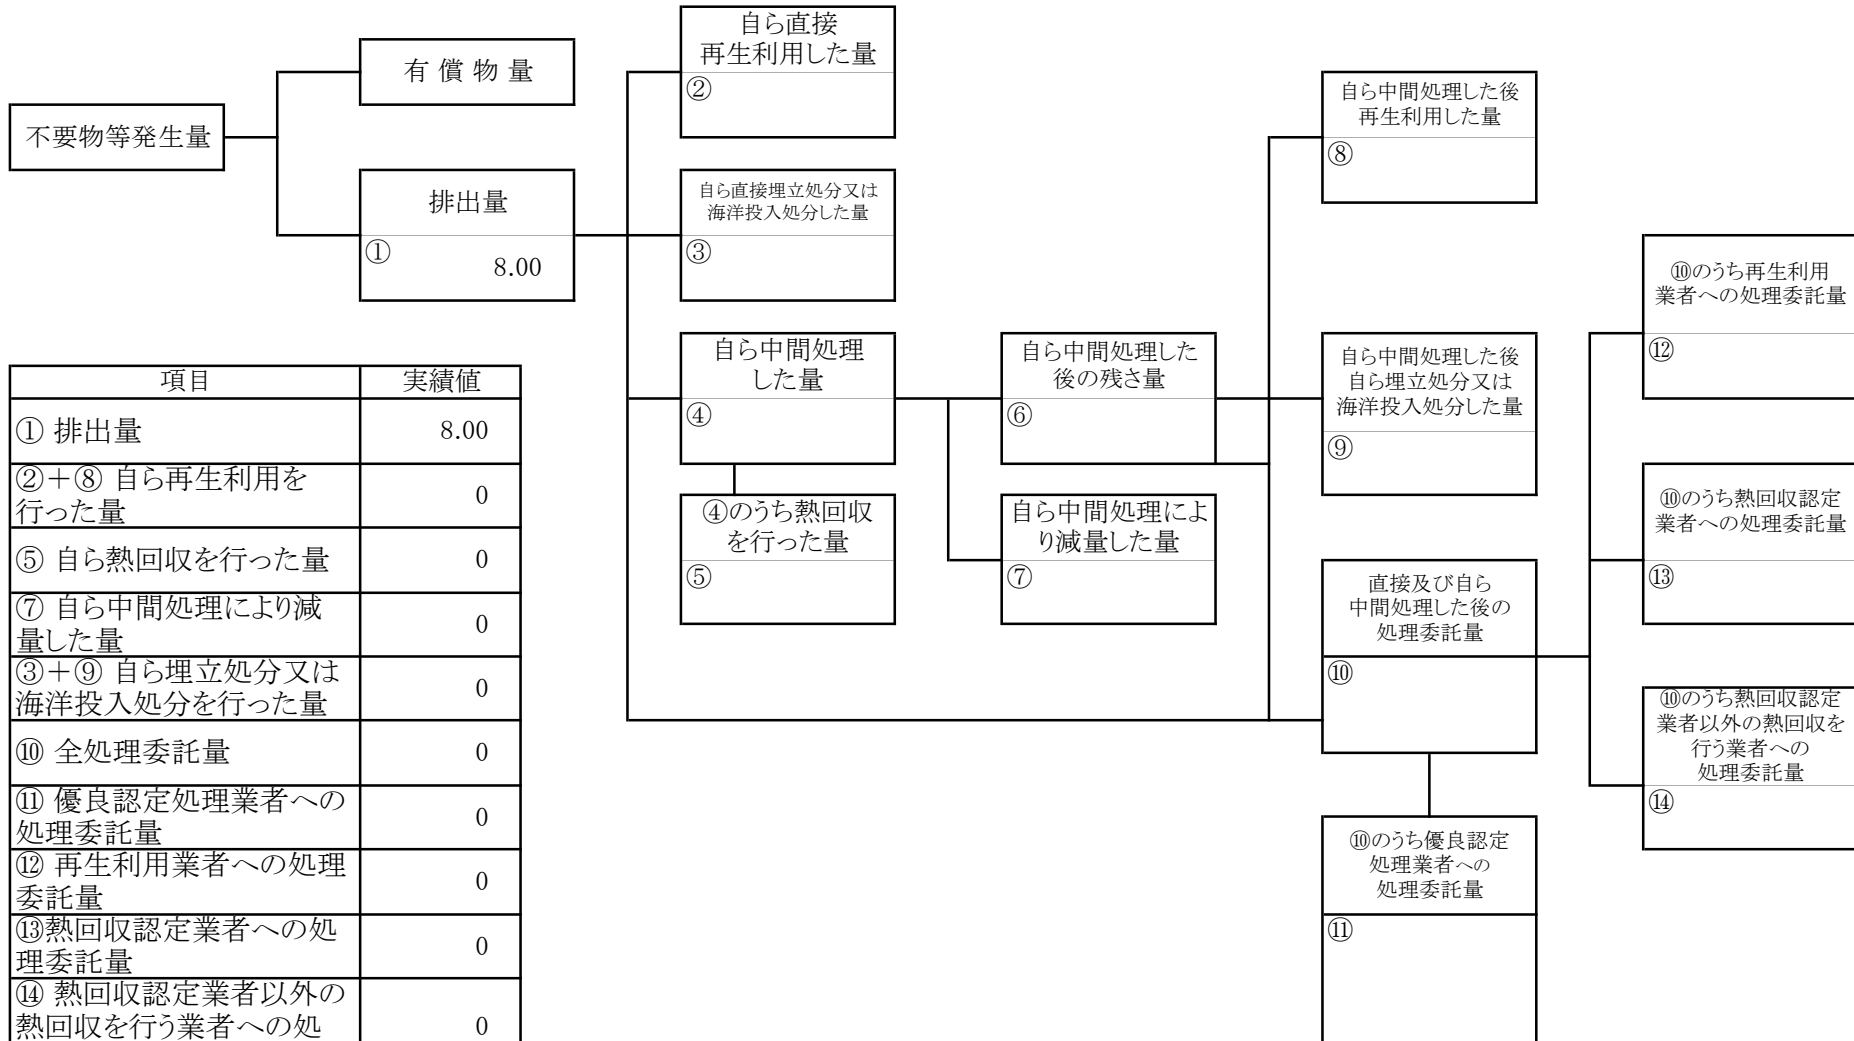 不要物等発生量
有 償 物 量
排出量
①
8.00
自ら直接
再生利用した量
②
自ら直接埋立処分又は
海洋投入処分した量
③
自ら中間処理
した量
④
④のうち熱回収
を行った量
⑤
自ら中間処理した
後の残さ量
⑥
自ら中間処理によ
り減量した量
⑦
自ら中間処理した後
再生利用した量
⑧
自ら中間処理した後
自ら埋立処分又は
海洋投入処分した量
⑨
直接及び自ら
中間処理した後の
処理委託量
⑩
⑩のうち優良認定
処理業者への
処理委託量
⑪
⑩のうち再生利用
業者への処理委託量
⑫
⑩のうち熱回収認定
業者への処理委託量
⑬
⑩のうち熱回収認定
業者以外の熱回収を
行う業者への
処理委託量
⑭
項目 実績値
① 排出量 8.00
②+⑧ 自ら再生利用を
行った量 0
⑤ 自ら熱回収を行った量 0
⑦ 自ら中間処理により減
量した量 0
③+⑨ 自ら埋立処分又は
海洋投入処分を行った量 0
⑩ 全処理委託量 0
⑪ 優良認定処理業者への
処理委託量 0
⑫ 再生利用業者への処理
委託量 0
⑬熱回収認定業者への処
理委託量 0
⑭ 熱回収認定業者以外の
熱回収を行う業者への処 0